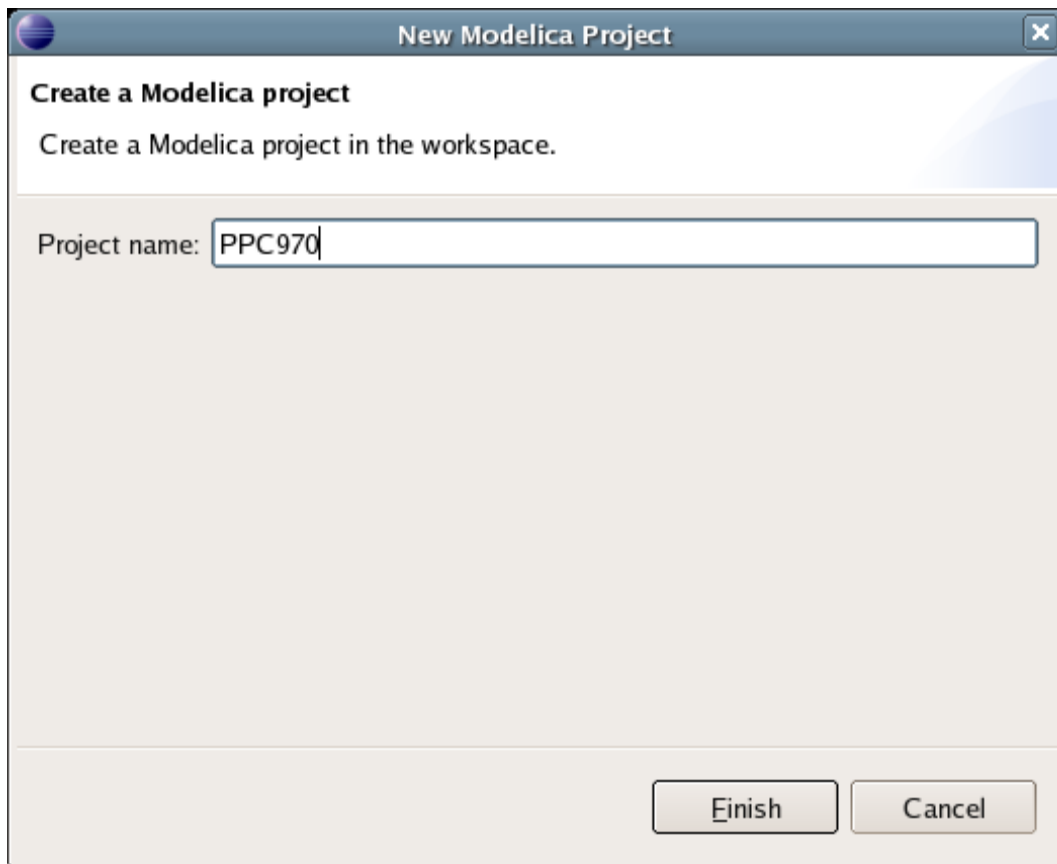 New Modelica Project
Create a Modelica project
Create a Modelica project in the workspace.
Project name: PPC970
Finish Cancel